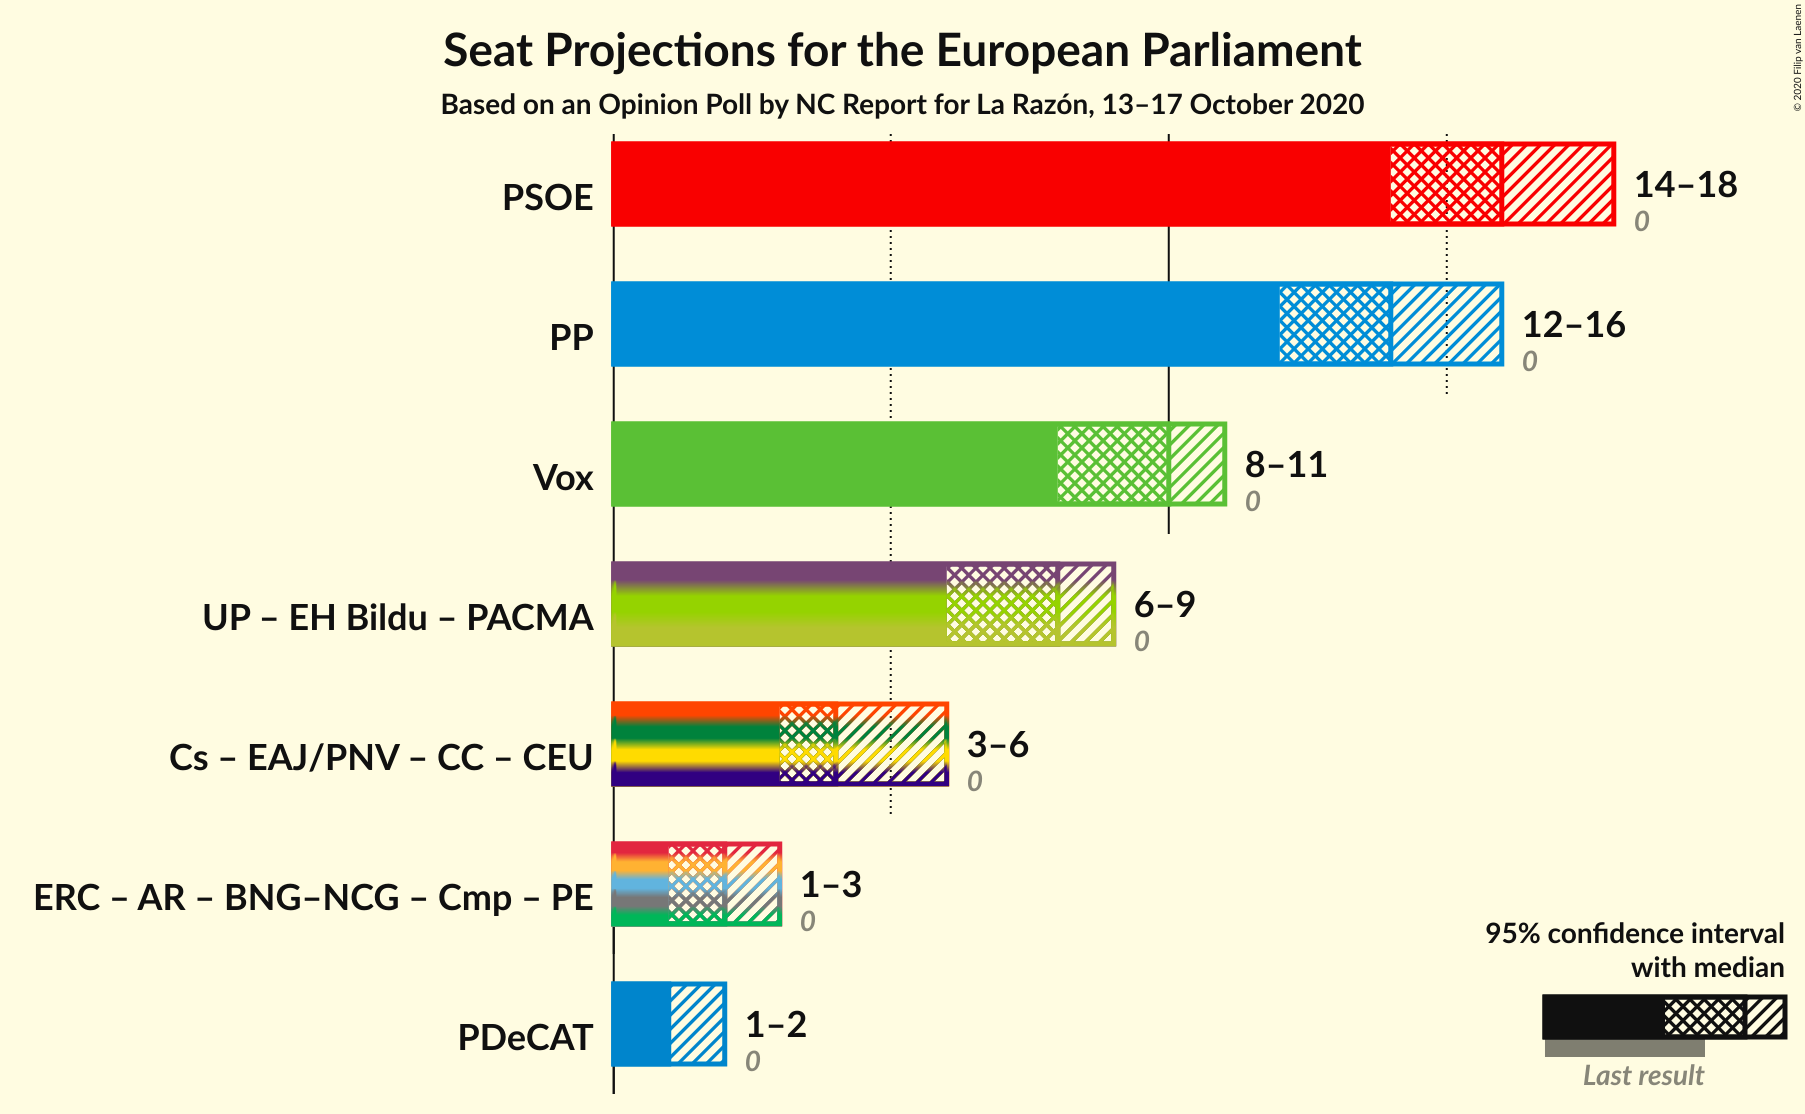 Seat Projections for the European Parliament
Based on an Opinion Poll by NC Report for La Razón, 13–17 October 2020
© 2020 Filip van Laenen
PSOE
14–18
0
PP
12–16
0
Vox
8–11
0
UP – EH Bildu – PACMA
6–9
0
Cs – EAJ/PNV – CC – CEU
3–6
0
ERC – AR – BNG–NCG – Cmp – PE
1–3
0
PDeCAT
1–2
0
95% confidence interval
with median
Last result